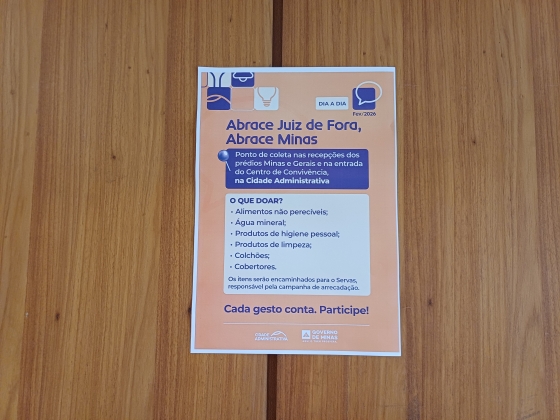 DIA A DIA
Fev/2026
Abrace Juiz de Fora,
Abrace Minas
Ponto de coleta nas recepções dos
prédios Minas e Gerais e na entrada
do Centro de Convivência,
na Cidade Administrativa
O QUE DOAR?
• Alimentos não perecíveis;
• Água mineral;
• Produtos de higiene pessoal;
• Produtos de limpeza;
• Colchões;
• Cobertores.
Os itens serão encaminhados para o Servas,
responsável pela campanha de arrecadação.
Cada gesto conta. Participe!
CIDADE
ADMINISTRATIVA
GOVERNO
DE MINAS